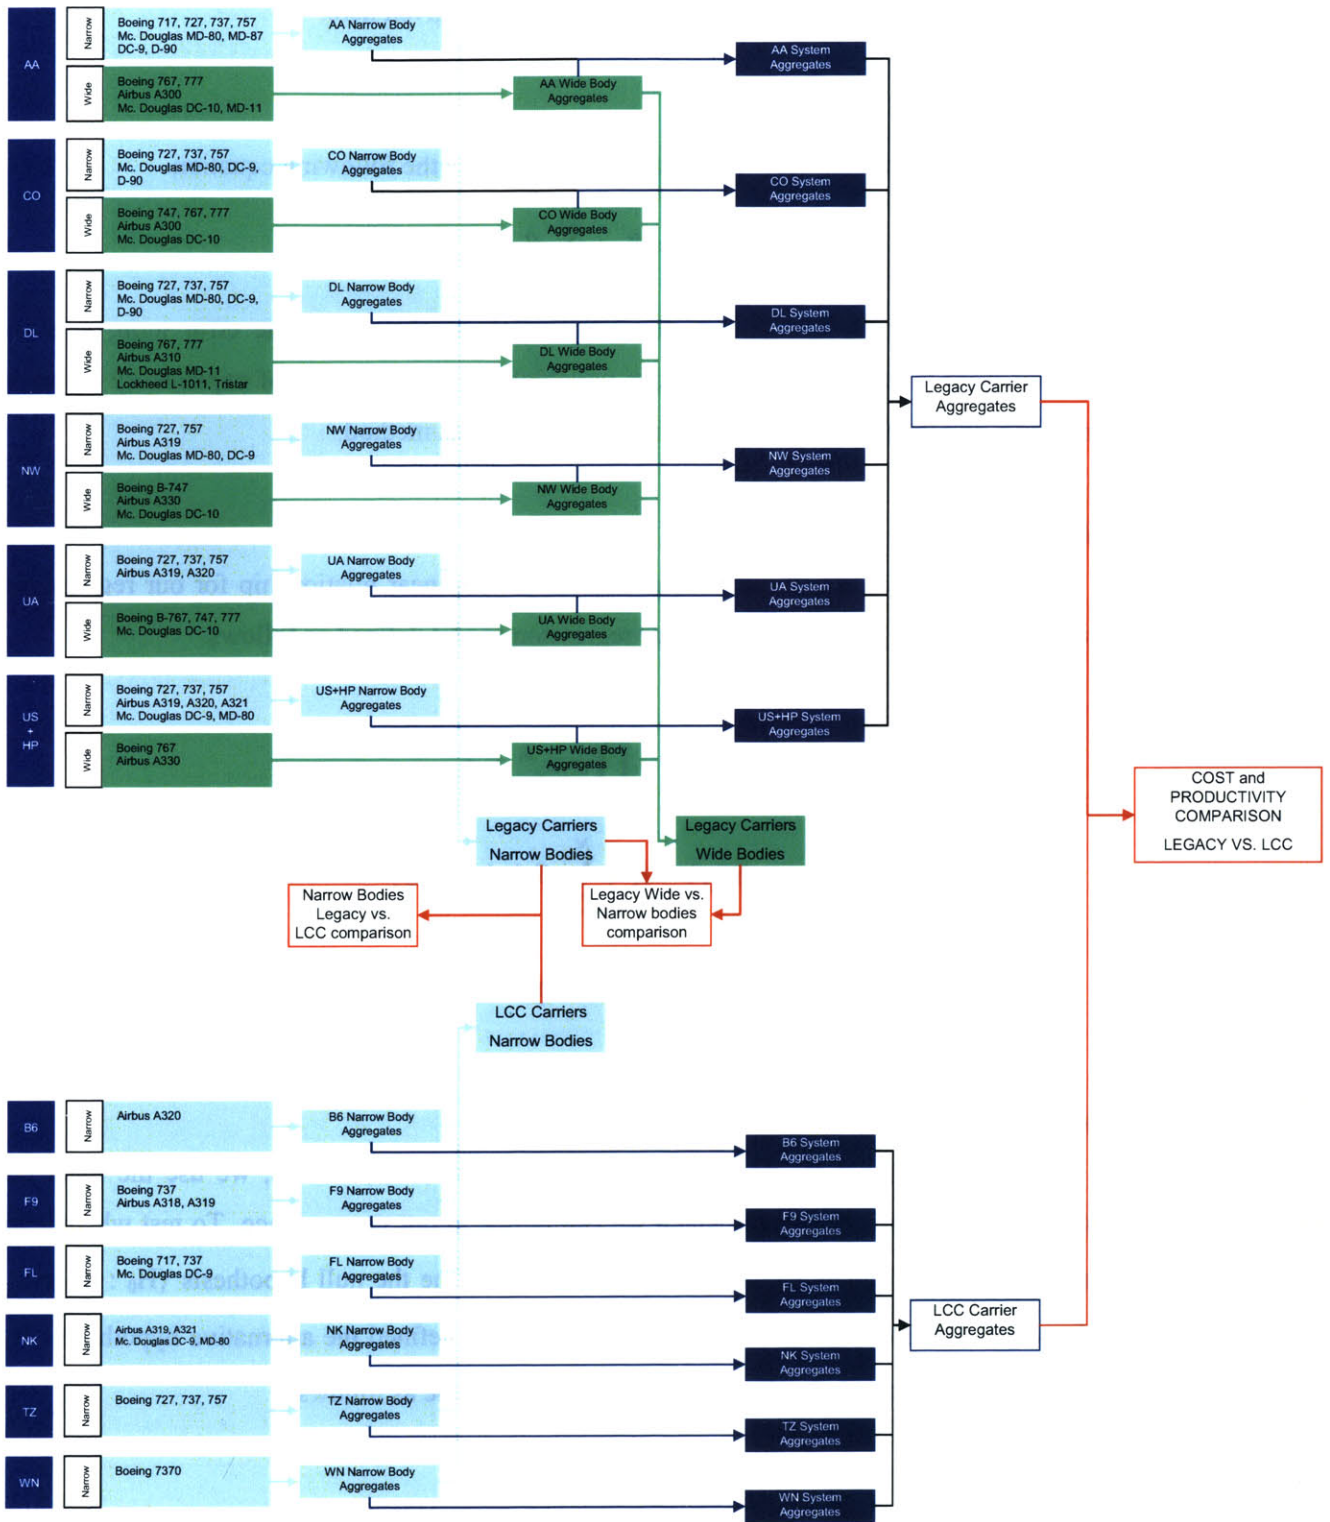 AA
Narrow
Boeing 717, 727, 737, 757
Mc. Douglas MD-80, MD-87
DC-9, D-90
AA Narrow Body
Aggregates
AA System
Aggregates
Wide
Boeing 767, 777
Airbus A300
Mc. Douglas DC-10, MD-11
AA Wide Body
Aggregates
CO
Narrow
Boeing 727, 737, 757
Mc. Douglas MD-80, DC-9,
D-90
CO Narrow Body
Aggregates
CO System
Aggregates
Wide
Boeing 747, 767, 777
Airbus A300
Mc. Douglas DC-10
CO Wide Body
Aggregates
DL
Narrow
Boeing 727, 737, 757
Mc. Douglas MD-80, DC-9,
D-90
DL Narrow Body
Aggregates
DL System
Aggregates
Wide
Boeing 767, 777
Airbus A310
Mc. Douglas MD-11
Lockheed L-1011, Tristar
DL Wide Body
Aggregates
Legacy Carrier
Aggregates
NW
Narrow
Boeing 727, 757
Airbus A319
Mc. Douglas MD-80, DC-9
NW Narrow Body
Aggregates
NW System
Aggregates
Wide
Boeing B-747
Airbus A330
Mc. Douglas DC-10
NW Wide Body
Aggregates
UA
Narrow
Boeing 727, 737, 757
Airbus A319, A320
UA Narrow Body
Aggregates
UA System
Aggregates
Wide
Boeing B-767, 747, 777
Mc. Douglas DC-10
UA Wide Body
Aggregates
US
+
HP
Narrow
Boeing 727, 737, 757
Airbus A319, A320, A321
Mc. Douglas DC-9, MD-80
US+HP Narrow Body
Aggregates
US+HP System
Aggregates
Wide
Boeing 767
Airbus A330
US+HP Wide Body
Aggregates
COST and
PRODUCTIVITY
COMPARISON
LEGACY VS. LCC
Legacy Carriers
Narrow Bodies
Legacy Carriers
Wide Bodies
Narrow Bodies
Legacy vs.
LCC comparison
Legacy Wide vs.
Narrow bodies
comparison
LCC Carriers
Narrow Bodies
B6
Narrow
Airbus A320
B6 Narrow Body
Aggregates
B6 System
Aggregates
F9
Narrow
Boeing 737
Airbus A318, A319
F9 Narrow Body
Aggregates
F9 System
Aggregates
FL
Narrow
Boeing 717, 737
Mc. Douglas DC-9
FL Narrow Body
Aggregates
FL System
Aggregates
LCC Carrier
Aggregates
NK
Narrow
Airbus A319, A321
Mc. Douglas DC-9, MD-80
NK Narrow Body
Aggregates
NK System
Aggregates
TZ
Narrow
Boeing 727, 737, 757
TZ Narrow Body
Aggregates
TZ System
Aggregates
WN
Narrow
Boeing 7370
WN Narrow Body
Aggregates
WN System
Aggregates